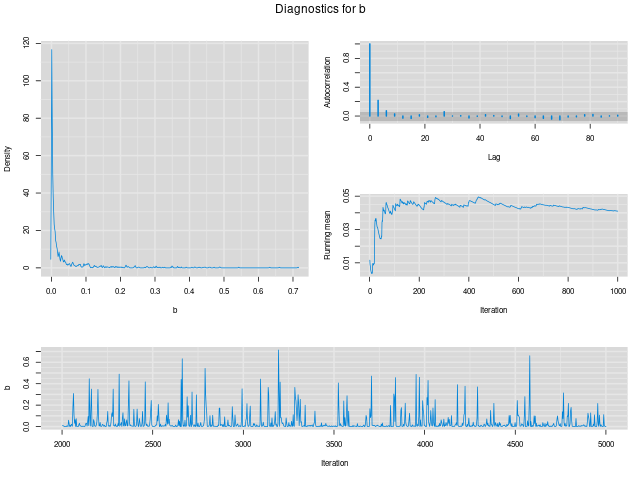 Diagnostics for b
Density
0 20 40 60 80 100 120
0.0 0.1 0.2 0.3 0.4 0.5 0.6 0.7
b
Autocorrelation
0.0 0.4 0.8
0 20 40 60 80
Lag
Running mean
0.01 0.03 0.05
0 200 400 600 800 1000
Iteration
b
0.0 0.2 0.4 0.6
2000 2500 3000 3500 4000 4500 5000
Iteration